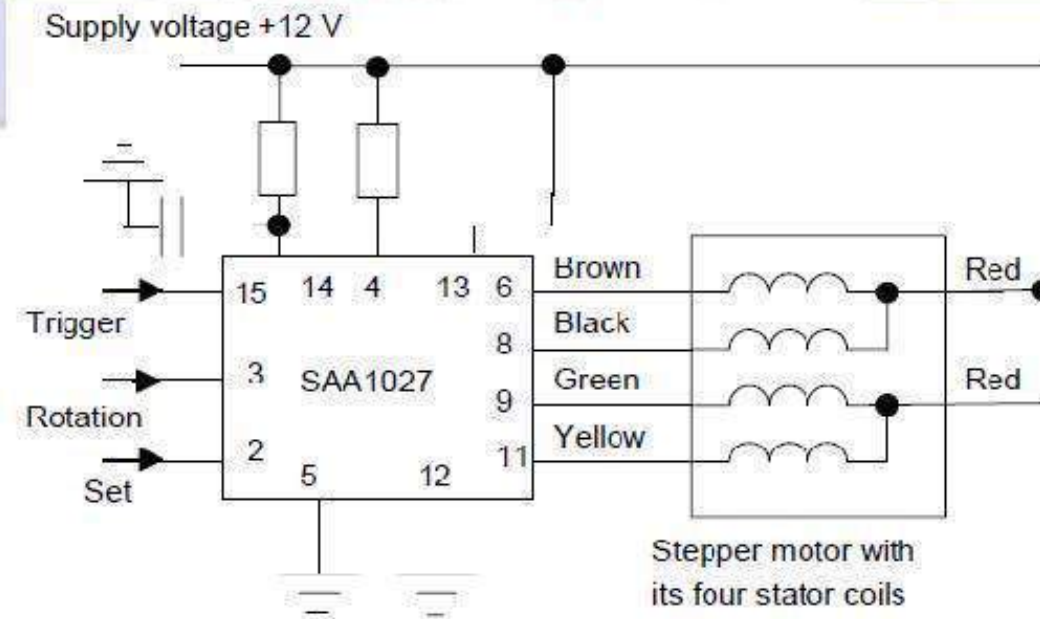 Supply voltage +12 V
Brown
Red
15 14 4 13 6
Trigger
Black
8
3 SAA1027
Green
Red
9
Rotation
Yellow
2
11
5 12
Set
Stepper motor with
its four stator coils